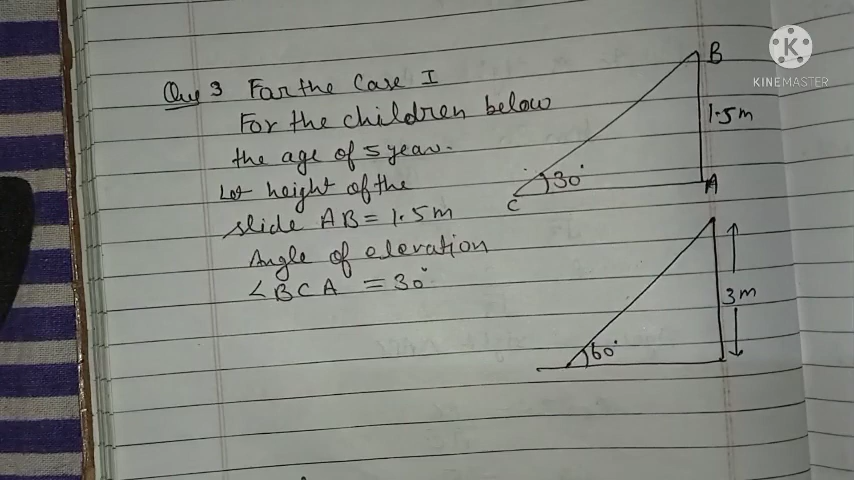 Que 3 For the Case I
For the children below
the age of 5 year.
Let height of the
slide AB = 1.5m
Angle of elevation
∠BCA = 30°
B
1.5m
A
30°
C
3m
60°
K
KINEMASTER